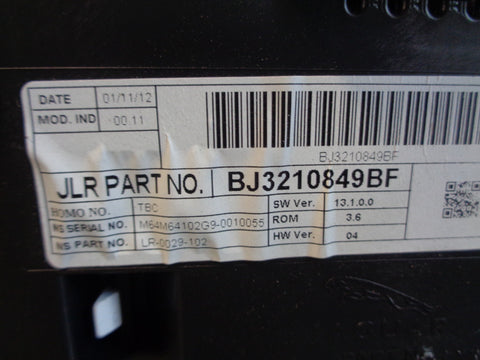 DATE 01/11/12
MOD. IND 00.11
BJ3210849BF
JLR PART NO. BJ3210849BF
HOMO NO. TBC
NS SERIAL NO. M64M64102G9-0010055
NS PART NO. LR-0029-102
SW Ver. 13.1.0.0
ROM 3.6
HW Ver. 04